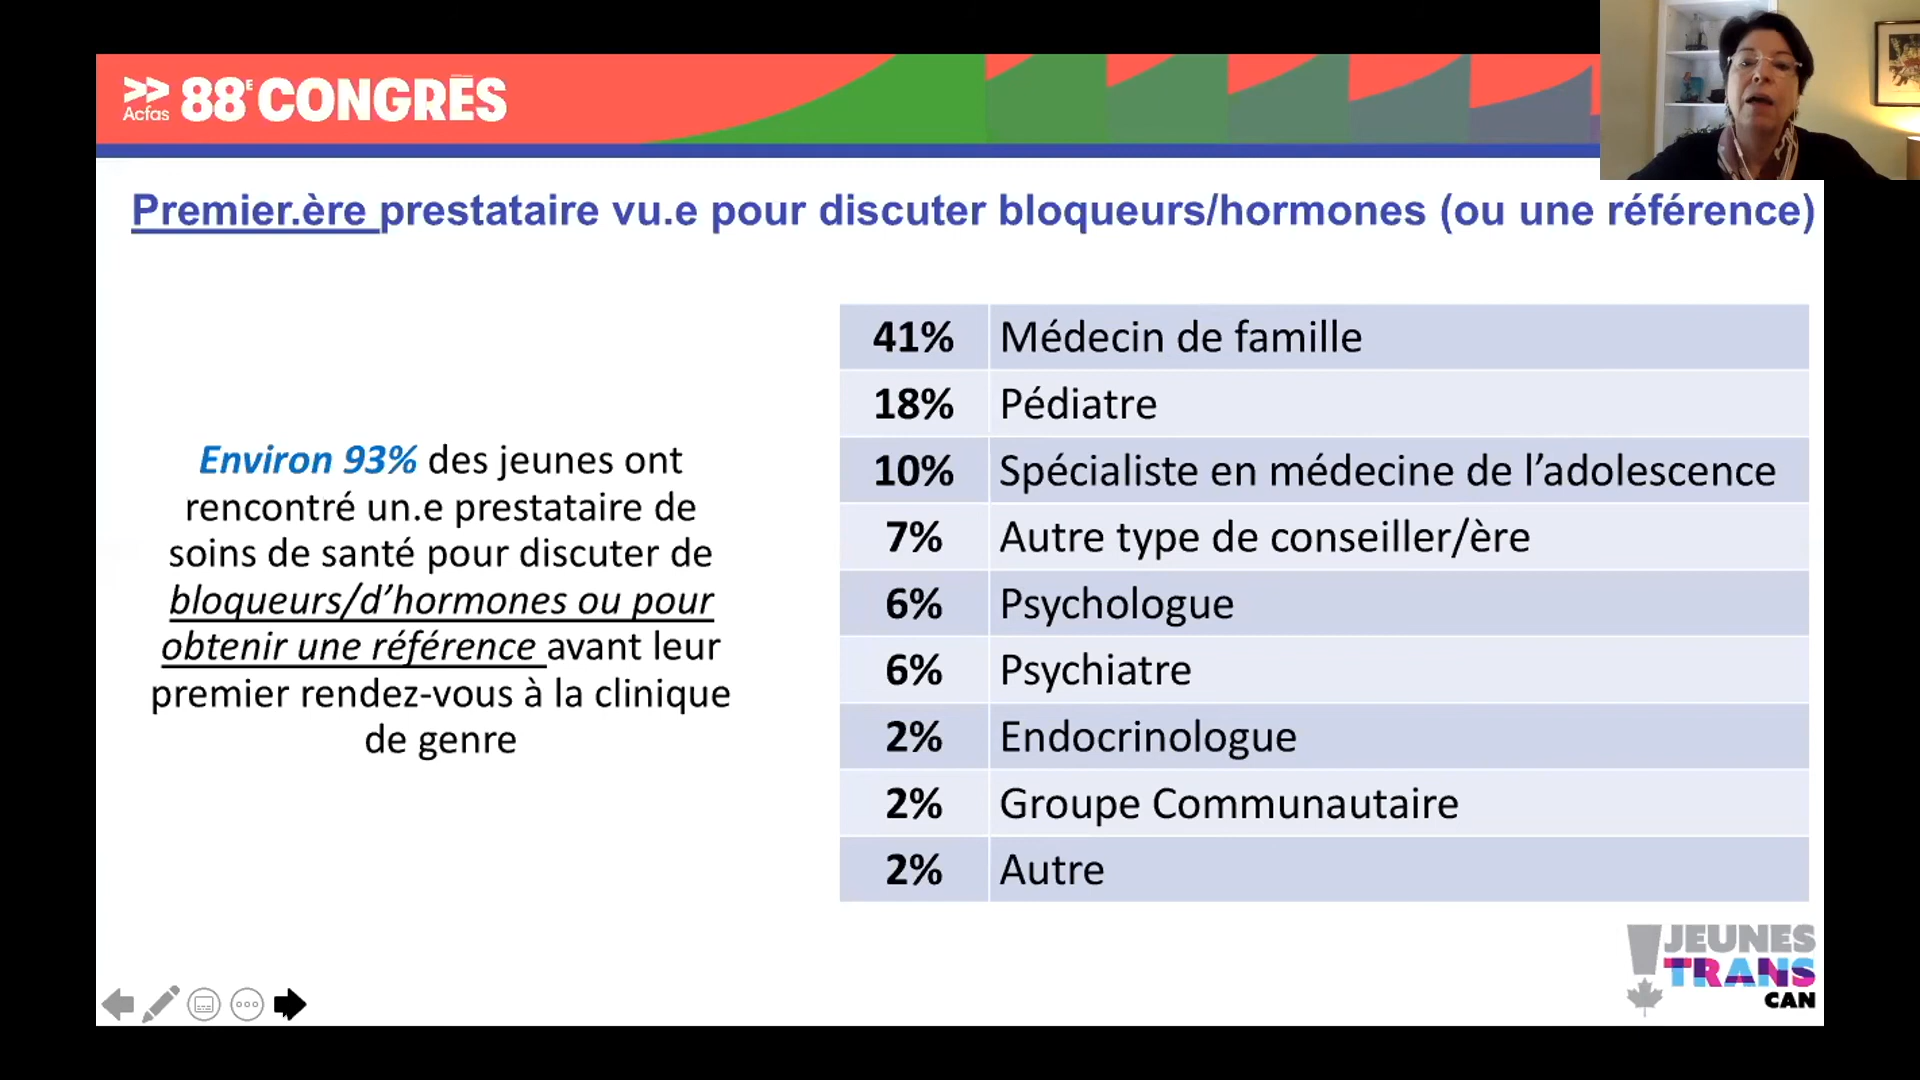 Acfas
88E CONGRÈS
Premier.ère prestataire vu.e pour discuter bloqueurs/hormones (ou une référence)
Environ 93% des jeunes ont
rencontré un.e prestataire de
soins de santé pour discuter de
bloqueurs/d’hormones ou pour
obtenir une référence avant leur
premier rendez-vous à la clinique
de genre
41% Médecin de famille
18% Pédiatre
10% Spécialiste en médecine de l’adolescence
7% Autre type de conseiller/ère
6% Psychologue
6% Psychiatre
2% Endocrinologue
2% Groupe Communautaire
2% Autre
JEUNES
TRANS
CAN